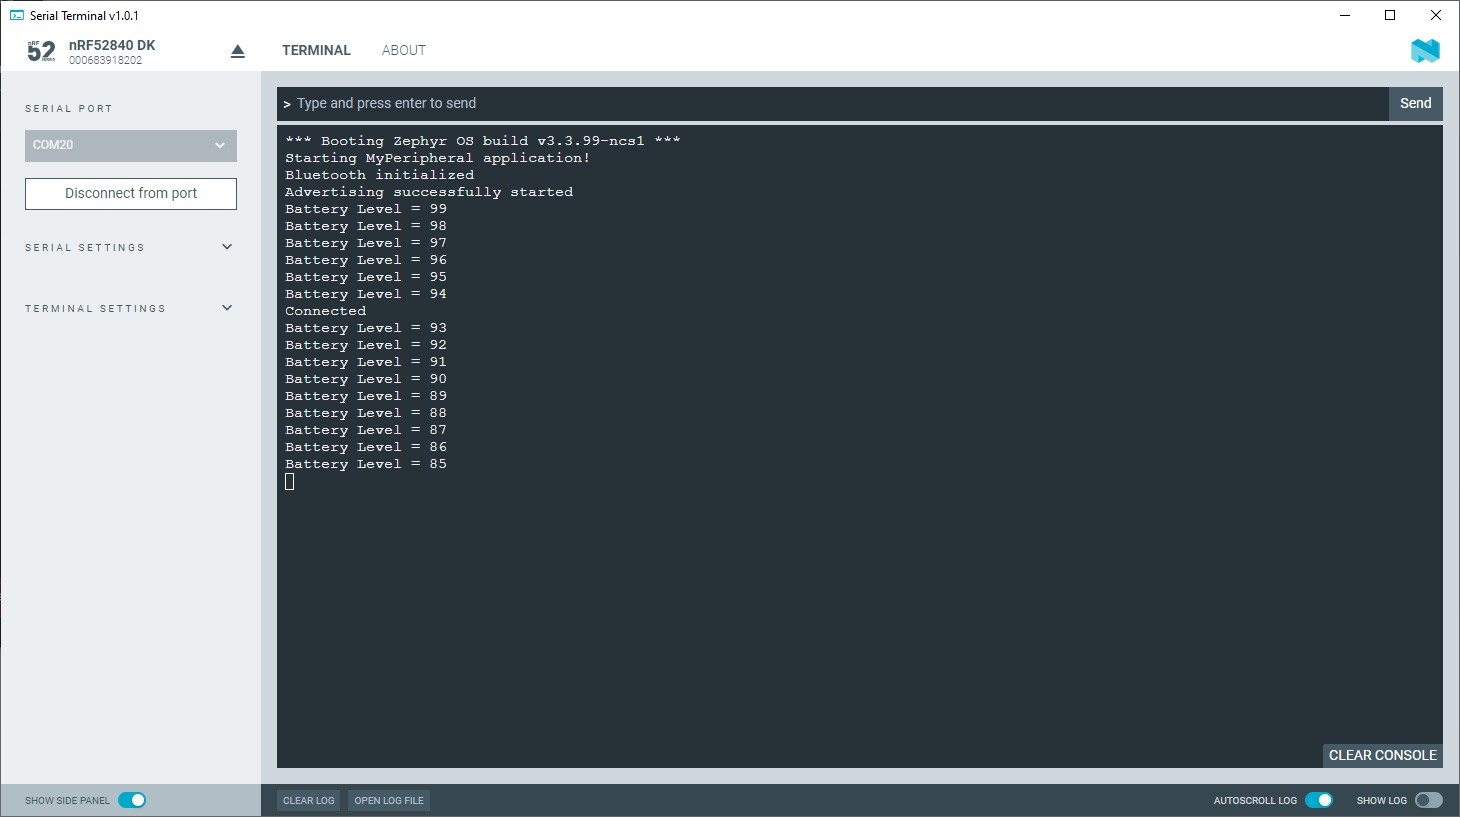 Serial Terminal v1.0.1
nRF
52
SERIES
nRF52840 DK
000683918202
TERMINAL
ABOUT
SERIAL PORT
COM20
Disconnect from port
SERIAL SETTINGS
TERMINAL SETTINGS
> Type and press enter to send
Send
*** Booting Zephyr OS build v3.3.99-ncs1 ***
Starting MyPeripheral application!
Bluetooth initialized
Advertising successfully started
Battery Level = 99
Battery Level = 98
Battery Level = 97
Battery Level = 96
Battery Level = 95
Battery Level = 94
Connected
Battery Level = 93
Battery Level = 92
Battery Level = 91
Battery Level = 90
Battery Level = 89
Battery Level = 88
Battery Level = 87
Battery Level = 86
Battery Level = 85
CLEAR CONSOLE
SHOW SIDE PANEL
CLEAR LOG
OPEN LOG FILE
AUTOSCROLL LOG
SHOW LOG